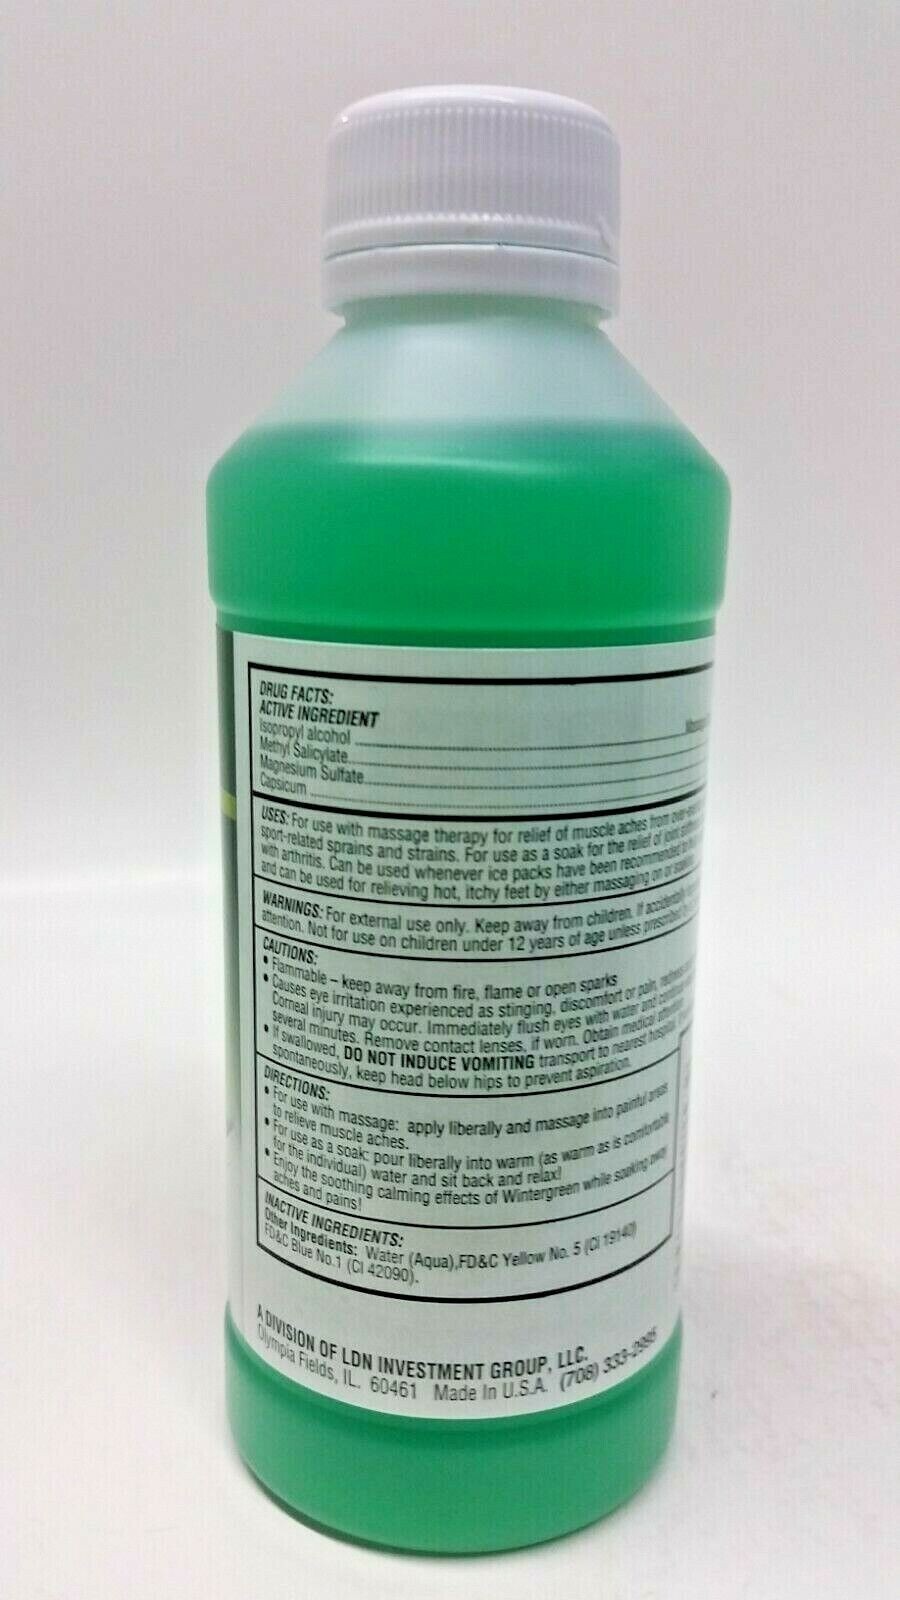 DRUG FACTS:
ACTIVE INGREDIENT
Isopropyl alcohol
Methyl Salicylate
Magnesium Sulfate
Capsicum
USES: For use with massage therapy for relief of muscle aches from
sport-related sprains and strains. For use as a soak for the relief of joint
with arthritis. Can be used whenever ice packs have been recommended
and can be used for relieving hot, itchy feet by either massaging on or
WARNINGS: For external use only. Keep away from children. If accidentally
attention. Not for use on children under 12 years of age unless prescribed
CAUTIONS:
• Flammable – keep away from fire, flame or open sparks
• Causes eye irritation experienced as stinging, discomfort or pain, redness
Corneal injury may occur. Immediately flush eyes with water and
several minutes. Remove contact lenses, if worn. Obtain medical
• If swallowed, DO NOT INDUCE VOMITING transport to nearest hospital
spontaneously, keep head below hips to prevent aspiration.
DIRECTIONS:
• For use with massage: apply liberally and massage into painful areas
to relieve muscle aches.
• For use as a soak: pour liberally into warm (as warm as is comfortable
for the individual) water and sit back and relax!
• Enjoy the soothing calming effects of Wintergreen while soaking away
aches and pains!
INACTIVE INGREDIENTS:
Other Ingredients: Water (Aqua),FD&C Yellow No. 5 (CI 19140)
FD&C Blue No.1 (CI 42090).
A DIVISION OF LDN INVESTMENT GROUP, LLC.
Olympia Fields, IL. 60461 Made In U.S.A. (708) 333-2995